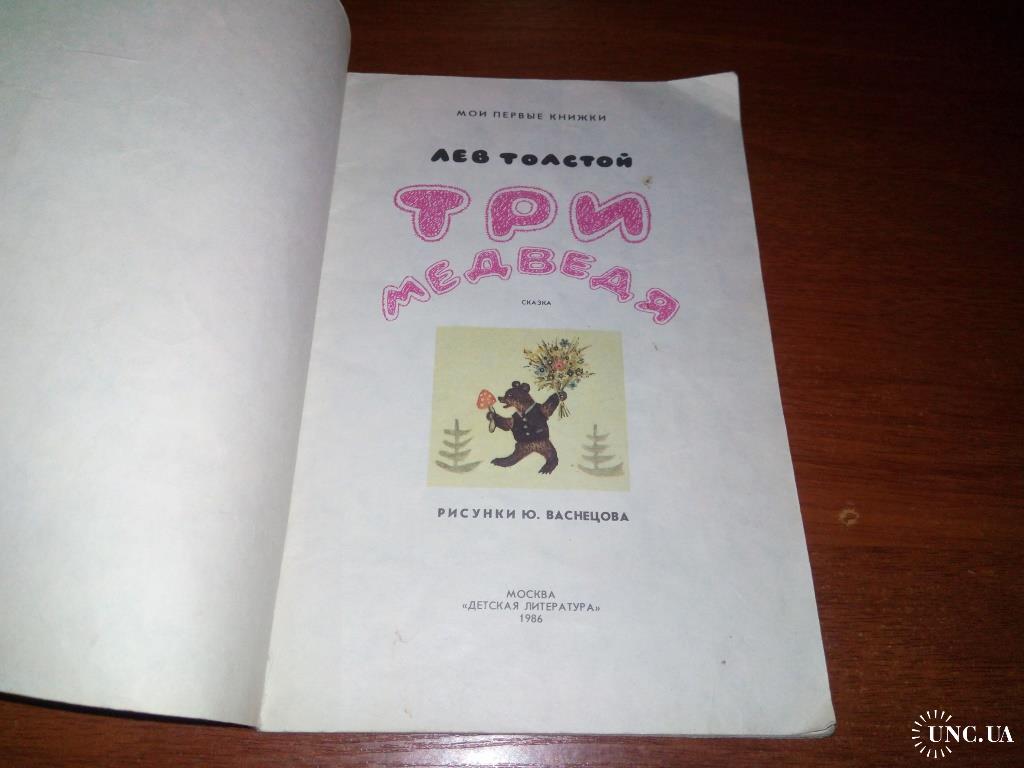 МОИ ПЕРВЫЕ КНИЖКИ
ЛЕВ ТОЛСТОЙ
ТРИ
МЕДВЕДЯ
СКАЗКА
РИСУНКИ Ю. ВАСНЕЦОВА
МОСКВА
«ДЕТСКАЯ ЛИТЕРАТУРА»
1986
UNC.UA